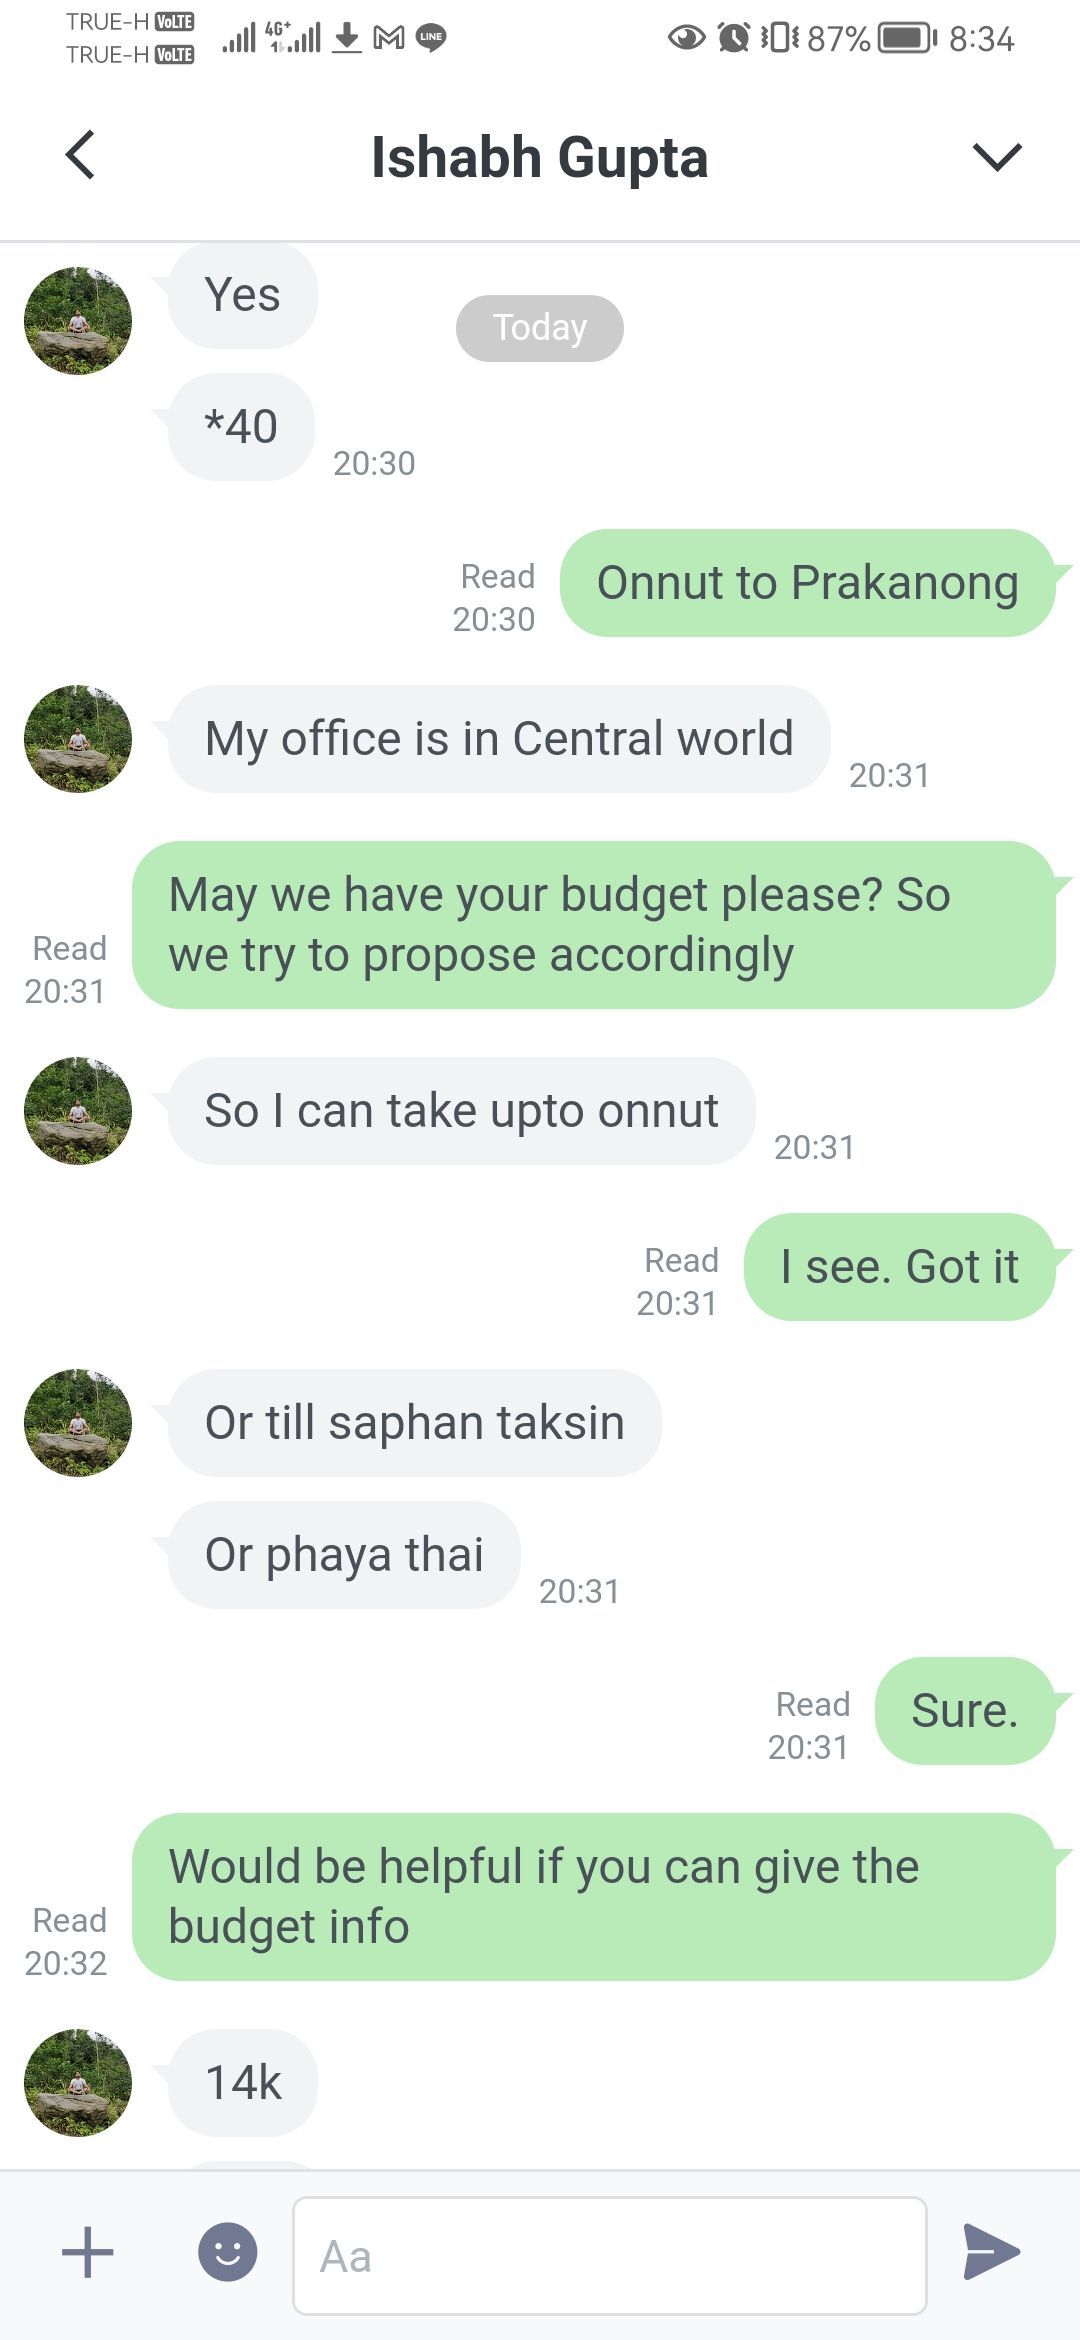 TRUE-H VoLTE
TRUE-H VoLTE
4G+
LINE
87%
8:34
Ishabh Gupta
Yes
Today
*40
20:30
Onnut to Prakanong
Read
20:30
My office is in Central world
20:31
May we have your budget please? So
we try to propose accordingly
Read
20:31
So I can take upto onnut
20:31
I see. Got it
Read
20:31
Or till saphan taksin
Or phaya thai
20:31
Sure.
Read
20:31
Would be helpful if you can give the
budget info
Read
20:32
14k
Aa